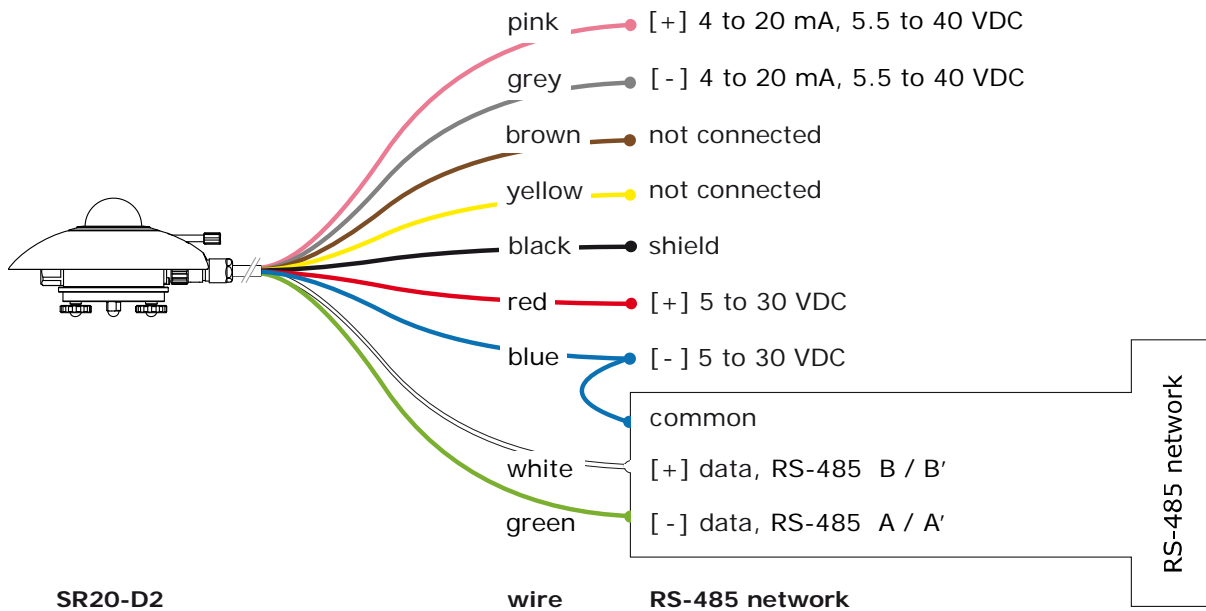 pink [+] 4 to 20 mA, 5.5 to 40 VDC
grey [-] 4 to 20 mA, 5.5 to 40 VDC
brown not connected
yellow not connected
black shield
red [+] 5 to 30 VDC
blue [-] 5 to 30 VDC
common
white [+] data, RS-485 B / B′
green [-] data, RS-485 A / A′
RS-485 network
SR20-D2 wire RS-485 network